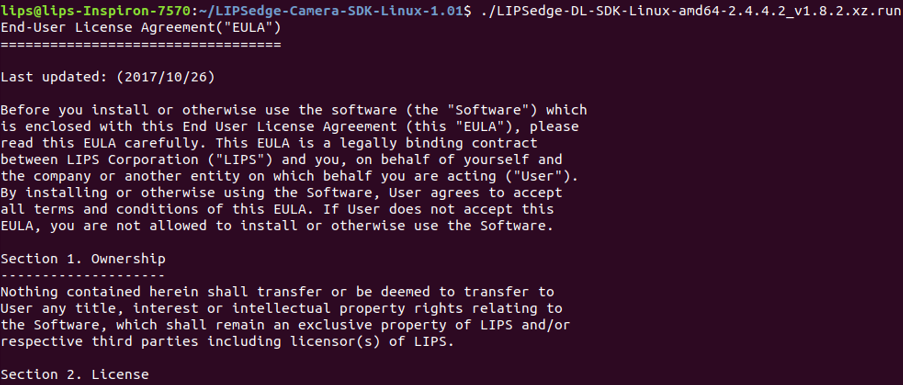 lips@lips-Inspiron-7570:~/LIPSedge-Camera-SDK-Linux-1.01$ ./LIPSedge-DL-SDK-Linux-amd64-2.4.4.2_v1.8.2.xz.run
End-User License Agreement("EULA")
==================================
Last updated: (2017/10/26)
Before you install or otherwise use the software (the "Software") which
is enclosed with this End User License Agreement (this "EULA"), please
read this EULA carefully. This EULA is a legally binding contract
between LIPS Corporation ("LIPS") and you, on behalf of yourself and
the company or another entity on which behalf you are acting ("User").
By installing or otherwise using the Software, User agrees to accept
all terms and conditions of this EULA. If User does not accept this
EULA, you are not allowed to install or otherwise use the Software.
Section 1. Ownership
--------------------
Nothing contained herein shall transfer or be deemed to transfer to
User any title, interest or intellectual property rights relating to
the Software, which shall remain an exclusive property of LIPS and/or
respective third parties including licensor(s) of LIPS.
Section 2. License